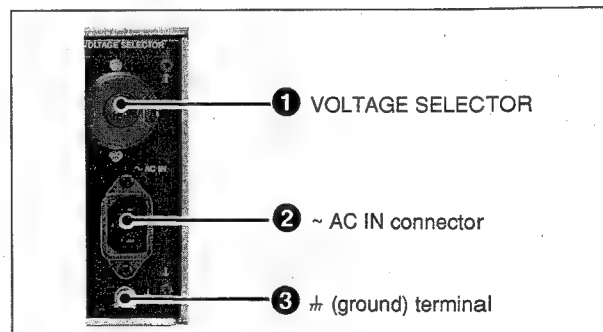 VOLTAGE SELECTOR
1 VOLTAGE SELECTOR
~ AC IN
2 ~ AC IN connector
3 ⏚ (ground) terminal